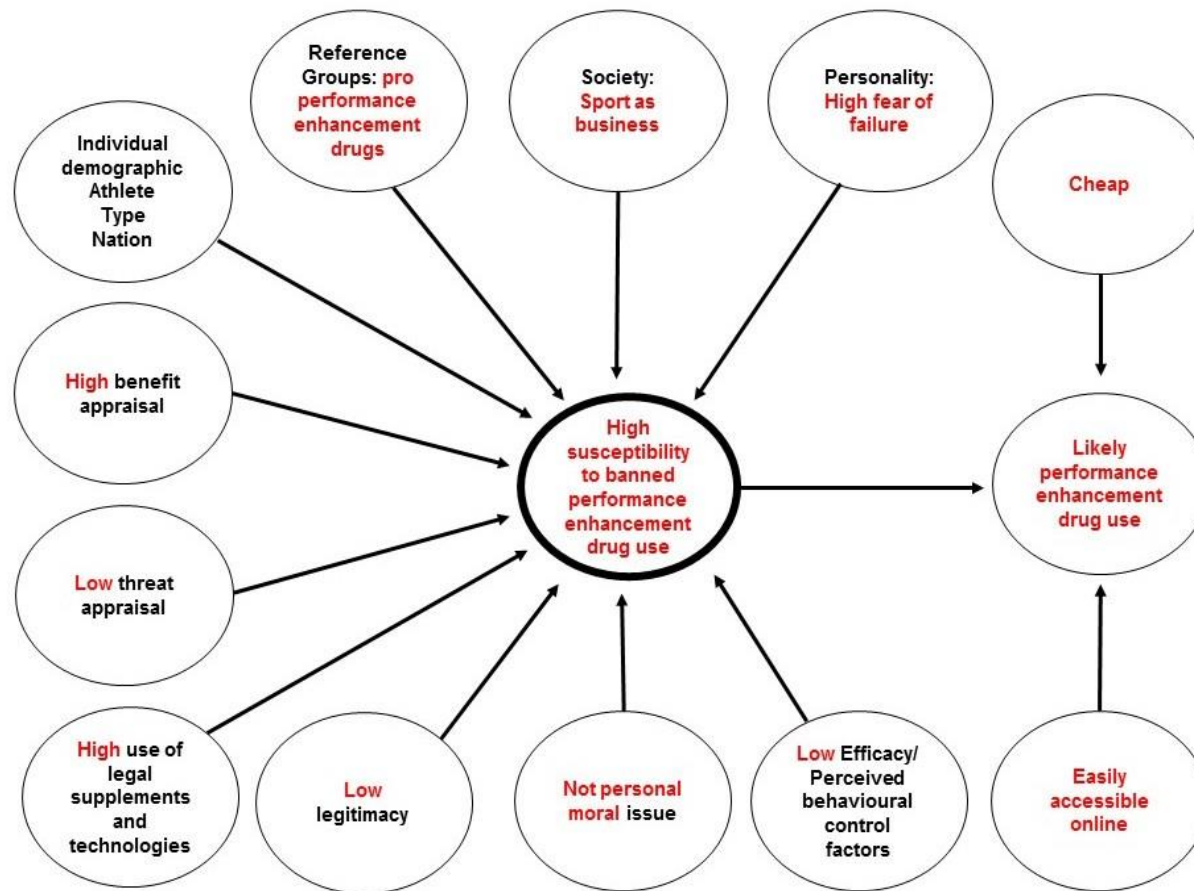 Reference
Groups: pro
performance
enhancement
drugs
Society:
Sport as
business
Personality:
High fear of
failure
Individual
demographic
Athlete
Type
Nation
Cheap
High benefit
appraisal
High
susceptibility
to banned
performance
enhancement
drug use
Likely
performance
enhancement
drug use
Low threat
appraisal
High use of
legal
supplements
and
technologies
Low
legitimacy
Not personal
moral issue
Low Efficacy/
Perceived
behavioural
control
factors
Easily
accessible
online